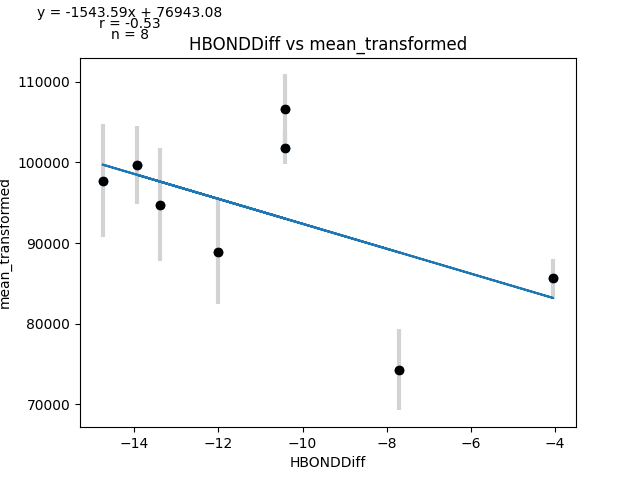 y = -1543.59x + 76943.08
r = -0.53
n = 8
HBONDDiff vs mean_transformed
110000
100000
90000
80000
70000
mean_transformed
−14
−12
−10
−8
−6
−4
HBONDDiff